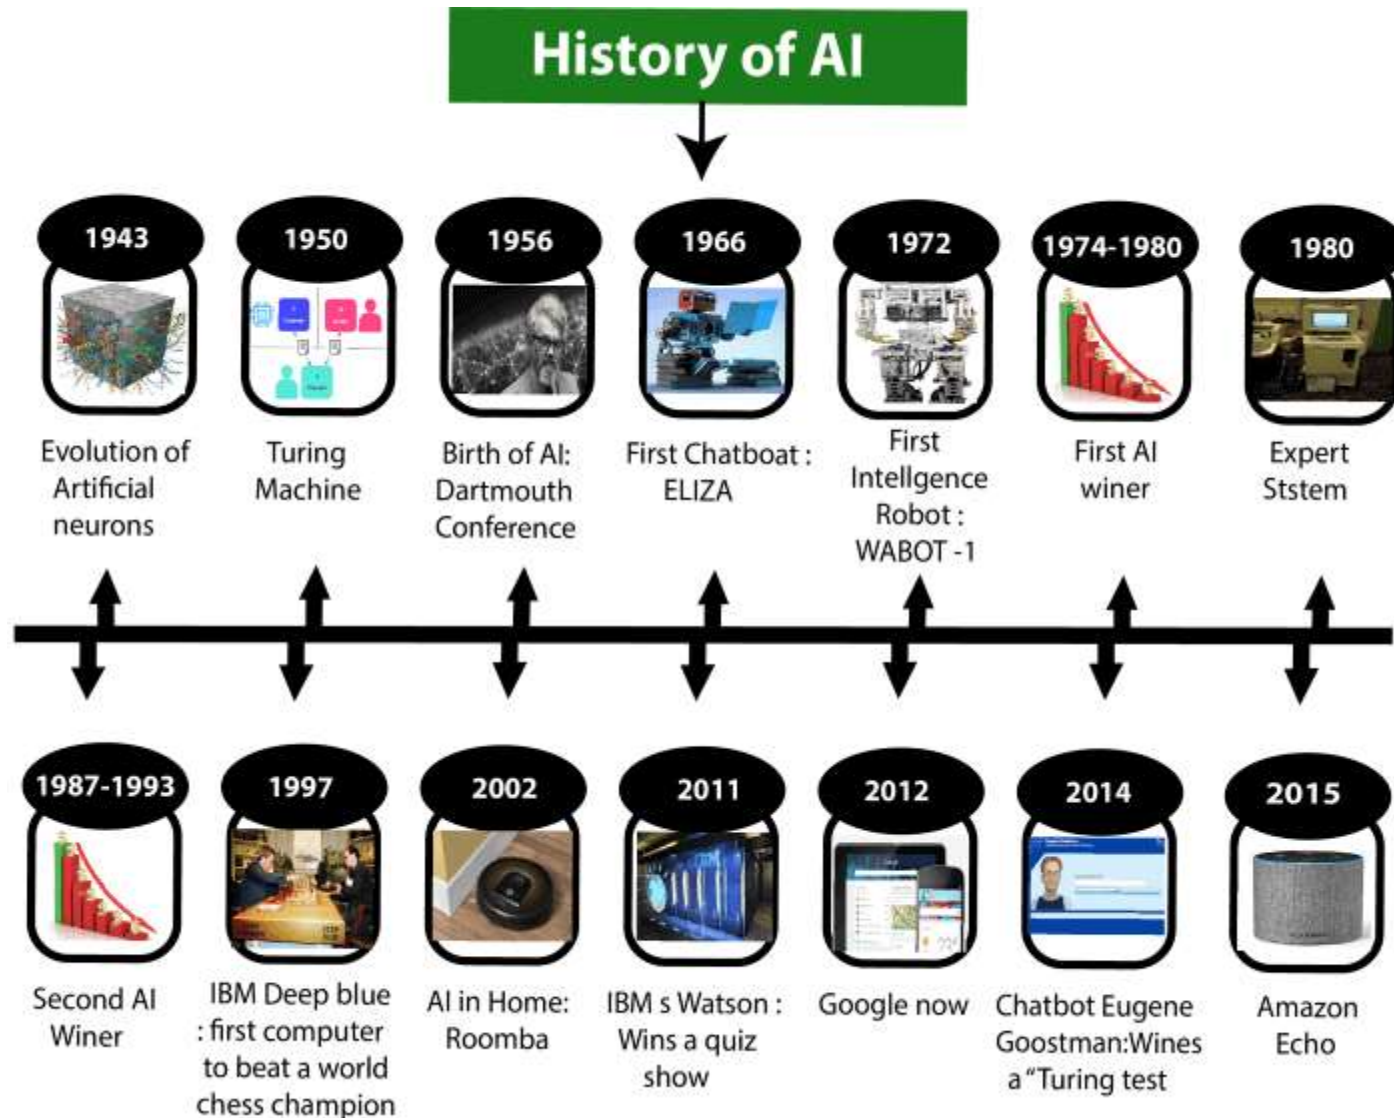 History of AI
1943
1950
1956
1966
1972
1974-1980
1980
Evolution of
Artificial
neurons
Turing
Machine
Birth of AI:
Dartmouth
Conference
First Chatboat :
ELIZA
First
Intellgence
Robot :
WABOT -1
First AI
winer
Expert
Ststem
1987-1993
1997
2002
2011
2012
2014
2015
Second AI
Winer
IBM Deep blue
: first computer
to beat a world
chess champion
AI in Home:
Roomba
IBM s Watson :
Wins a quiz
show
Google now
Chatbot Eugene
Goostman:Wines
a “Turing test
Amazon
Echo